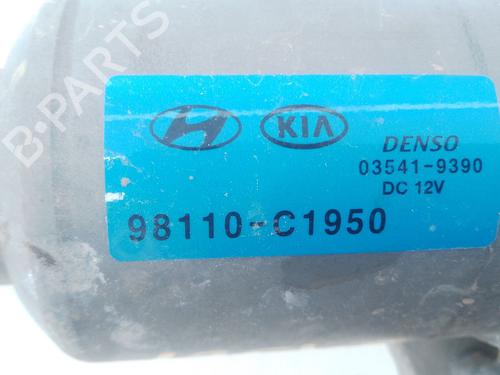 B-PARTS
KIA
DENSO
03541-9390
DC 12V
98110-C1950